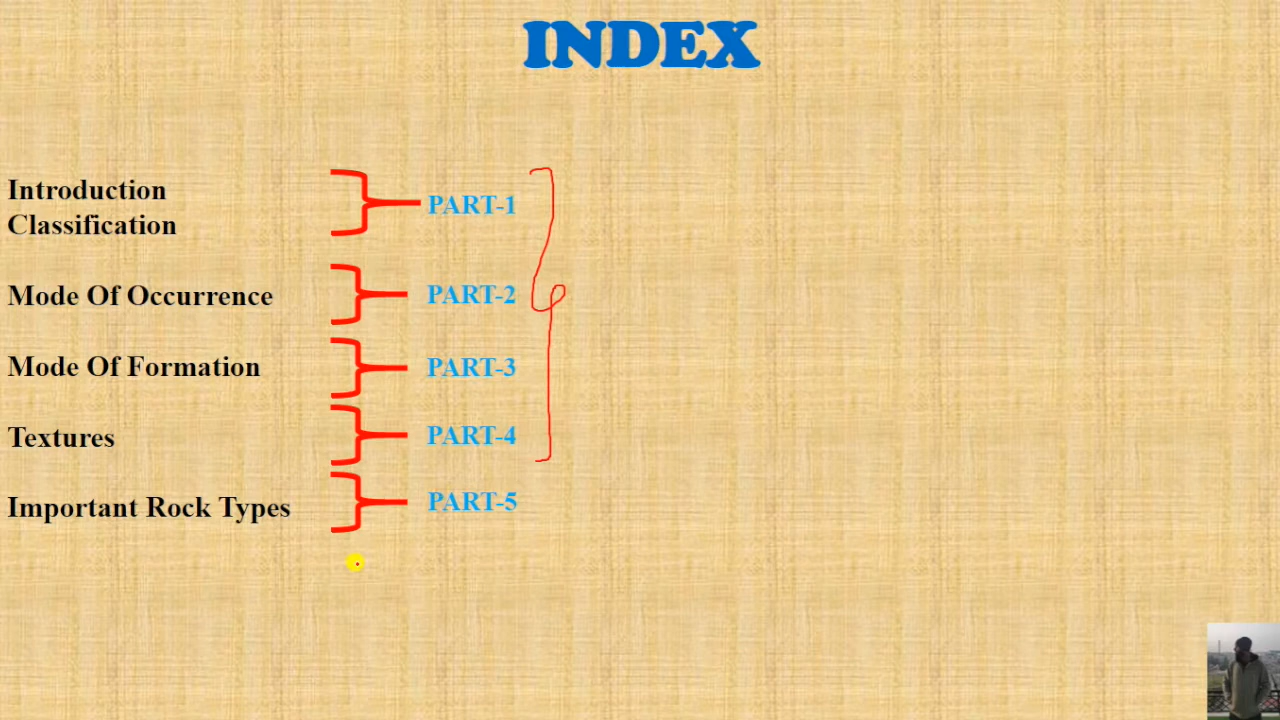 INDEX
Introduction
Classification
PART-1
Mode Of Occurrence
PART-2
Mode Of Formation
PART-3
Textures
PART-4
Important Rock Types
PART-5